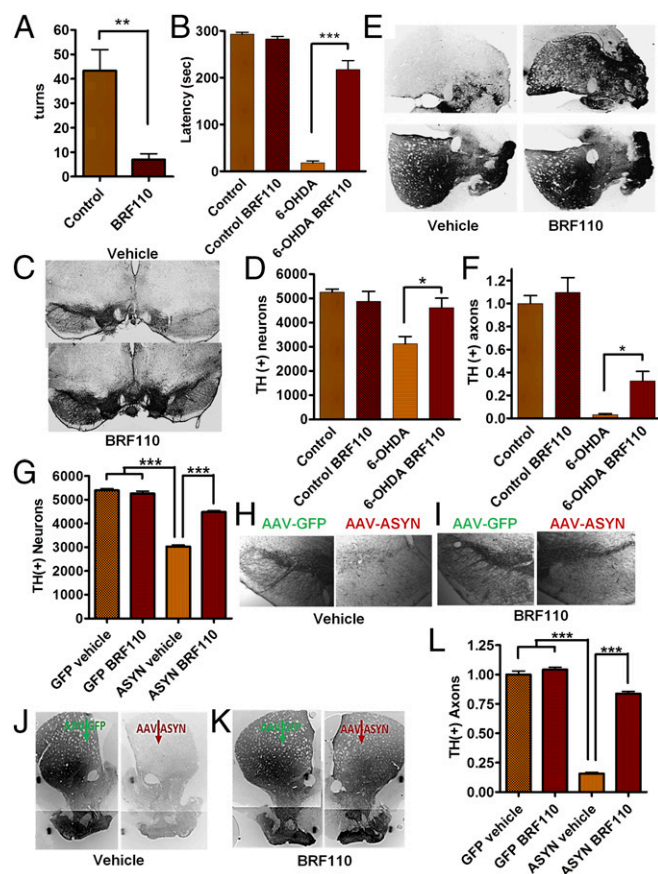 A
**
turns
60
50
40
30
20
10
0
Control
BRF110
B
***
Latency (sec)
300
200
100
0
Control
Control BRF110
6-OHDA
6-OHDA BRF110
E
Vehicle
BRF110
C
Vehicle
BRF110
D
*
TH (+) neurons
6000
5000
4000
3000
2000
1000
0
Control
Control BRF110
6-OHDA
6-OHDA BRF110
F
*
TH (+) axons
1.4
1.2
1.0
0.8
0.6
0.4
0.2
0.0
Control
Control BRF110
6-OHDA
6-OHDA BRF110
G
***
***
TH(+) Neurons
6000
5000
4000
3000
2000
1000
0
GFP vehicle
GFP BRF110
ASYN vehicle
ASYN BRF110
H
AAV-GFP
AAV-ASYN
Vehicle
I
AAV-GFP
AAV-ASYN
BRF110
J
AAV-GFP
AAV-ASYN
Vehicle
K
AAV-GFP
AAV-ASYN
BRF110
L
***
***
TH(+) Axons
1.25
1.00
0.75
0.50
0.25
0.00
GFP vehicle
GFP BRF110
ASYN vehicle
ASYN BRF110